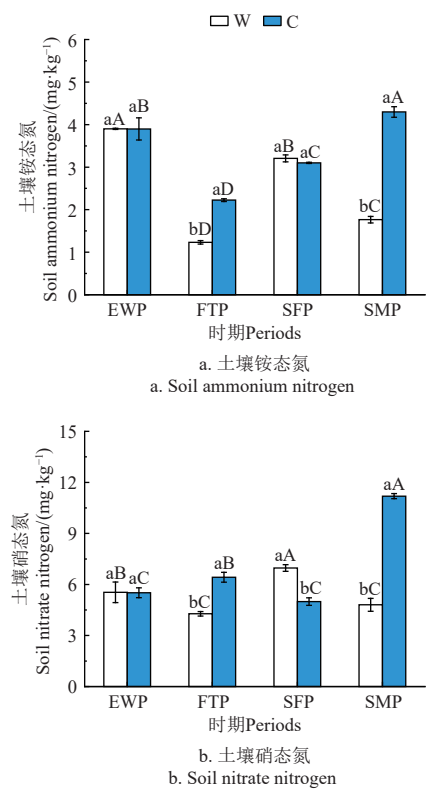 W C
土壤铵态氮
Soil ammonium nitrogen/(mg·kg⁻¹)
6
5
4
3
2
1
0
aA aB
bD aD
aB aC
bC aA
EWP FTP SFP SMP
时期Periods
a. 土壤铵态氮
a. Soil ammonium nitrogen
土壤硝态氮
Soil nitrate nitrogen/(mg·kg⁻¹)
15
12
9
6
3
0
aB aC
bC aB
aA bC
bC aA
EWP FTP SFP SMP
时期Periods
b. 土壤硝态氮
b. Soil nitrate nitrogen